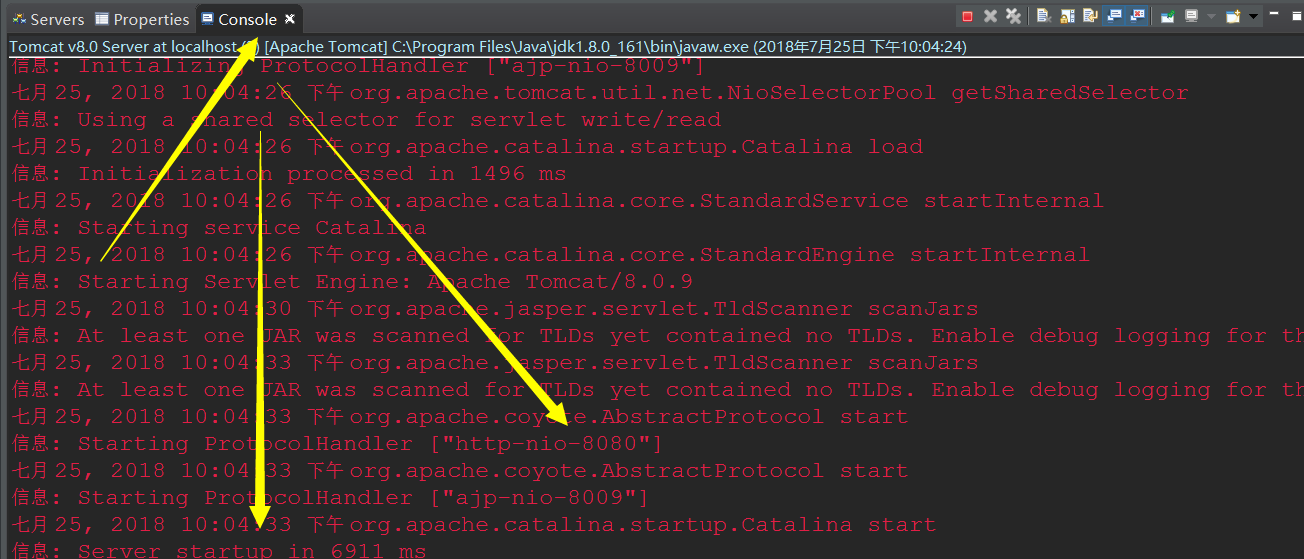 Servers Properties Console
Tomcat v8.0 Server at localhost [Apache Tomcat] C:\Program Files\Java\jdk1.8.0_161\bin\javaw.exe (2018年7月25日 下午10:04:24)
信息: Initializing ProtocolHandler ["ajp-nio-8009"]
七月 25, 2018 10:04:26 下午 org.apache.tomcat.util.net.NioSelectorPool getSharedSelector
信息: Using a shared selector for servlet write/read
七月 25, 2018 10:04:26 下午 org.apache.catalina.startup.Catalina load
信息: Initialization processed in 1496 ms
七月 25, 2018 10:04:26 下午 org.apache.catalina.core.StandardService startInternal
信息: Starting service Catalina
七月 25, 2018 10:04:26 下午 org.apache.catalina.core.StandardEngine startInternal
信息: Starting Servlet Engine: Apache Tomcat/8.0.9
七月 25, 2018 10:04:30 下午 org.apache.jasper.servlet.TldScanner scanJars
信息: At least one JAR was scanned for TLDs yet contained no TLDs. Enable debug logging for th
七月 25, 2018 10:04:33 下午 org.apache.jasper.servlet.TldScanner scanJars
信息: At least one JAR was scanned for TLDs yet contained no TLDs. Enable debug logging for th
七月 25, 2018 10:04:33 下午 org.apache.coyote.AbstractProtocol start
信息: Starting ProtocolHandler ["http-nio-8080"]
七月 25, 2018 10:04:33 下午 org.apache.coyote.AbstractProtocol start
信息: Starting ProtocolHandler ["ajp-nio-8009"]
七月 25, 2018 10:04:33 下午 org.apache.catalina.startup.Catalina start
信息: Server startup in 6911 ms